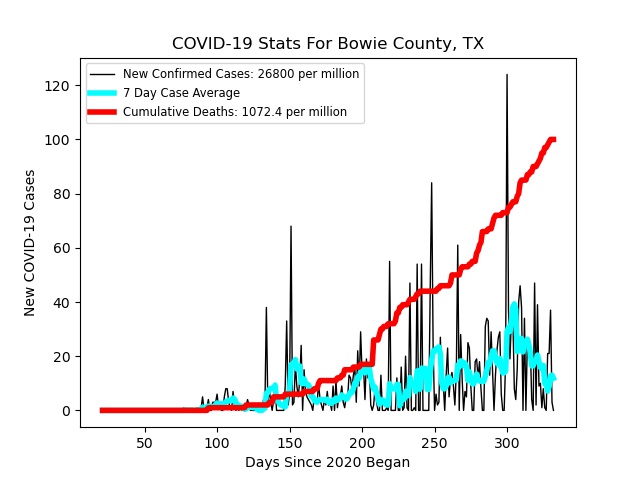 COVID-19 Stats For Bowie County, TX
New Confirmed Cases: 26800 per million
7 Day Case Average
Cumulative Deaths: 1072.4 per million
120
100
80
60
40
20
0
New COVID-19 Cases
50 100 150 200 250 300
Days Since 2020 Began